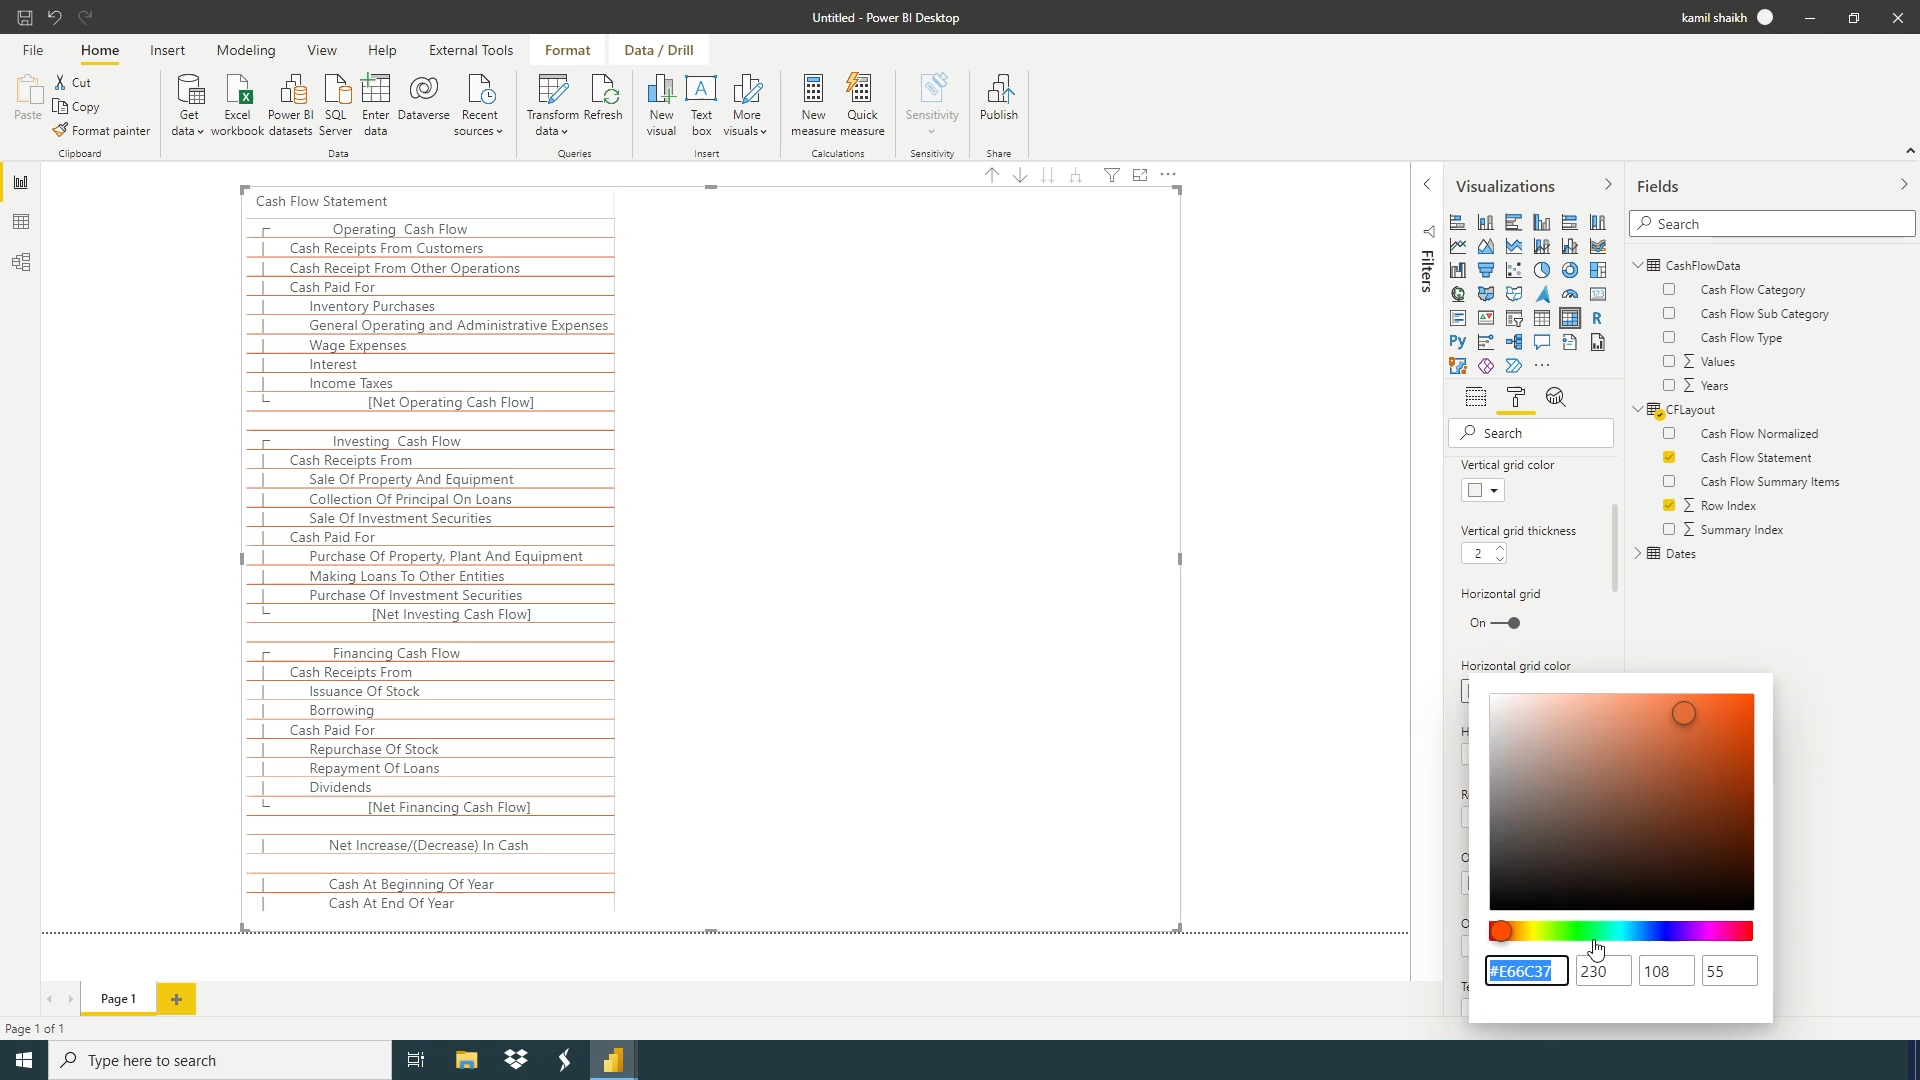 Untitled - Power BI Desktop
kamil shaikh
File
Home
Insert
Modeling
View
Help
External Tools
Format
Data / Drill
Paste
Cut
Copy
Format painter
Clipboard
Get data
Excel workbook
Power BI datasets
SQL Server
Enter data
Dataverse
Recent sources
Data
Transform data
Refresh
Queries
New visual
Text box
More visuals
Insert
New measure
Quick measure
Calculations
Sensitivity
Sensitivity
Publish
Share
Cash Flow Statement
Operating Cash Flow
Cash Receipts From Customers
Cash Receipt From Other Operations
Cash Paid For
Inventory Purchases
General Operating and Administrative Expenses
Wage Expenses
Interest
Income Taxes
[Net Operating Cash Flow]
Investing Cash Flow
Cash Receipts From
Sale Of Property And Equipment
Collection Of Principal On Loans
Sale Of Investment Securities
Cash Paid For
Purchase Of Property, Plant And Equipment
Making Loans To Other Entities
Purchase Of Investment Securities
[Net Investing Cash Flow]
Financing Cash Flow
Cash Receipts From
Issuance Of Stock
Borrowing
Cash Paid For
Repurchase Of Stock
Repayment Of Loans
Dividends
[Net Financing Cash Flow]
Net Increase/(Decrease) In Cash
Cash At Beginning Of Year
Cash At End Of Year
Filters
Visualizations
R
Py
123
Search
Vertical grid color
Vertical grid thickness
2
Horizontal grid
On
Horizontal grid color
#E66C37
230
108
55
Fields
Search
CashFlowData
Cash Flow Category
Cash Flow Sub Category
Cash Flow Type
Values
Years
CFLayout
Cash Flow Normalized
Cash Flow Statement
Cash Flow Summary Items
Row Index
Summary Index
Dates
Page 1
Page 1 of 1
Type here to search